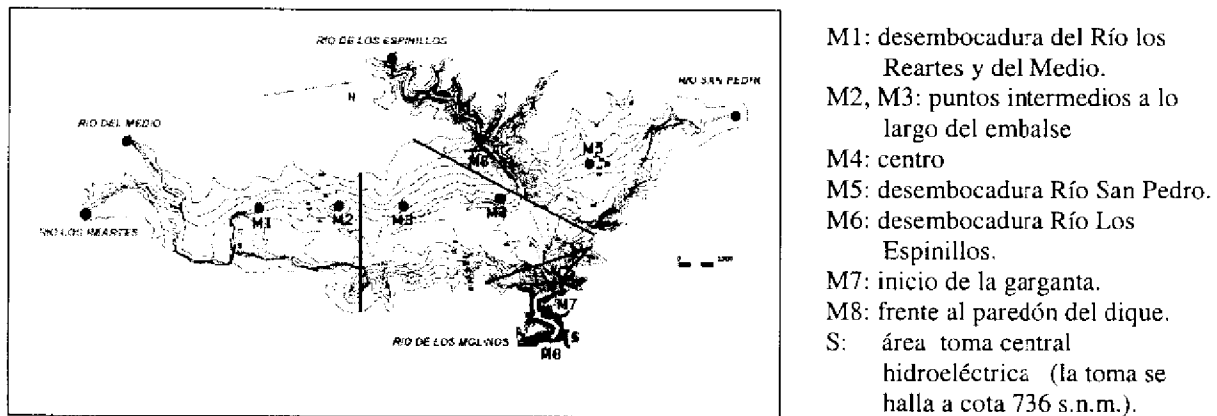 RIO DE LOS ESPINILLOS
RIO SAN PEDR
N
RIO DEL MEDIO
M5
M6
M1
M2
M3
M4
RIO LOS REARTES
M7
RIO DE LOS MOLINOS
S
M8
M1: desembocadura del Río los
Reartes y del Medio.
M2, M3: puntos intermedios a lo
largo del embalse
M4: centro
M5: desembocadura Río San Pedro.
M6: desembocadura Río Los
Espinillos.
M7: inicio de la garganta.
M8: frente al paredón del dique.
S: área toma central
hidroeléctrica (la toma se
halla a cota 736 s.n.m.).